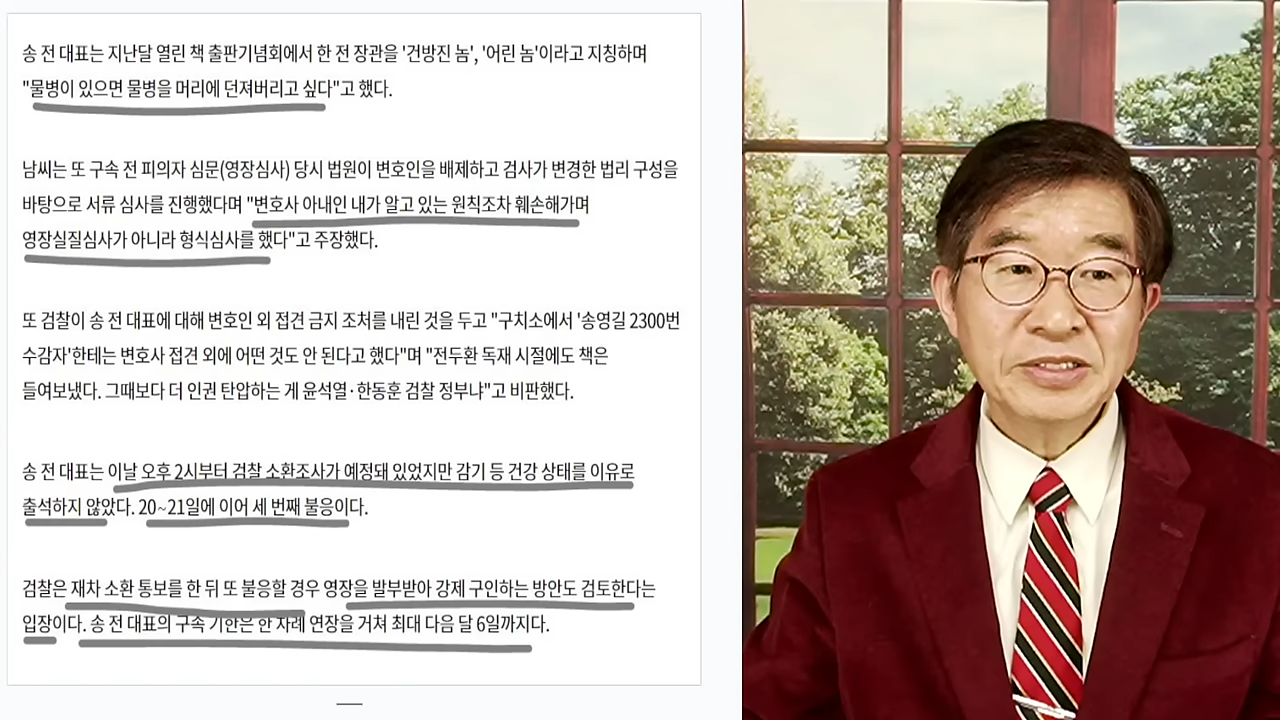 송 전 대표는 지난달 열린 책 출판기념회에서 한 전 장관을 '건방진 놈', '어린 놈'이라고 지칭하며
"물병이 있으면 물병을 머리에 던져버리고 싶다"고 했다.
남씨는 또 구속 전 피의자 심문(영장심사) 당시 법원이 변호인을 배제하고 검사가 변경한 법리 구성을
바탕으로 서류 심사를 진행했다며 "변호사 아내인 내가 알고 있는 원칙조차 훼손해가며
영장실질심사가 아니라 형식심사를 했다"고 주장했다.
또 검찰이 송 전 대표에 대해 변호인 외 접견 금지 조처를 내린 것을 두고 "구치소에서 '송영길 2300번
수감자'한테는 변호사 접견 외에 어떤 것도 안 된다고 했다"며 "전두환 독재 시절에도 책은
들여보냈다. 그때보다 더 인권 탄압하는 게 윤석열·한동훈 검찰 정부냐"고 비판했다.
송 전 대표는 이날 오후 2시부터 검찰 소환조사가 예정돼 있었지만 감기 등 건강 상태를 이유로
출석하지 않았다. 20~21일에 이어 세 번째 불응이다.
검찰은 재차 소환 통보를 한 뒤 또 불응할 경우 영장을 발부받아 강제 구인하는 방안도 검토한다는
입장이다. 송 전 대표의 구속 기한은 한 차례 연장을 거쳐 최대 다음 달 6일까지다.